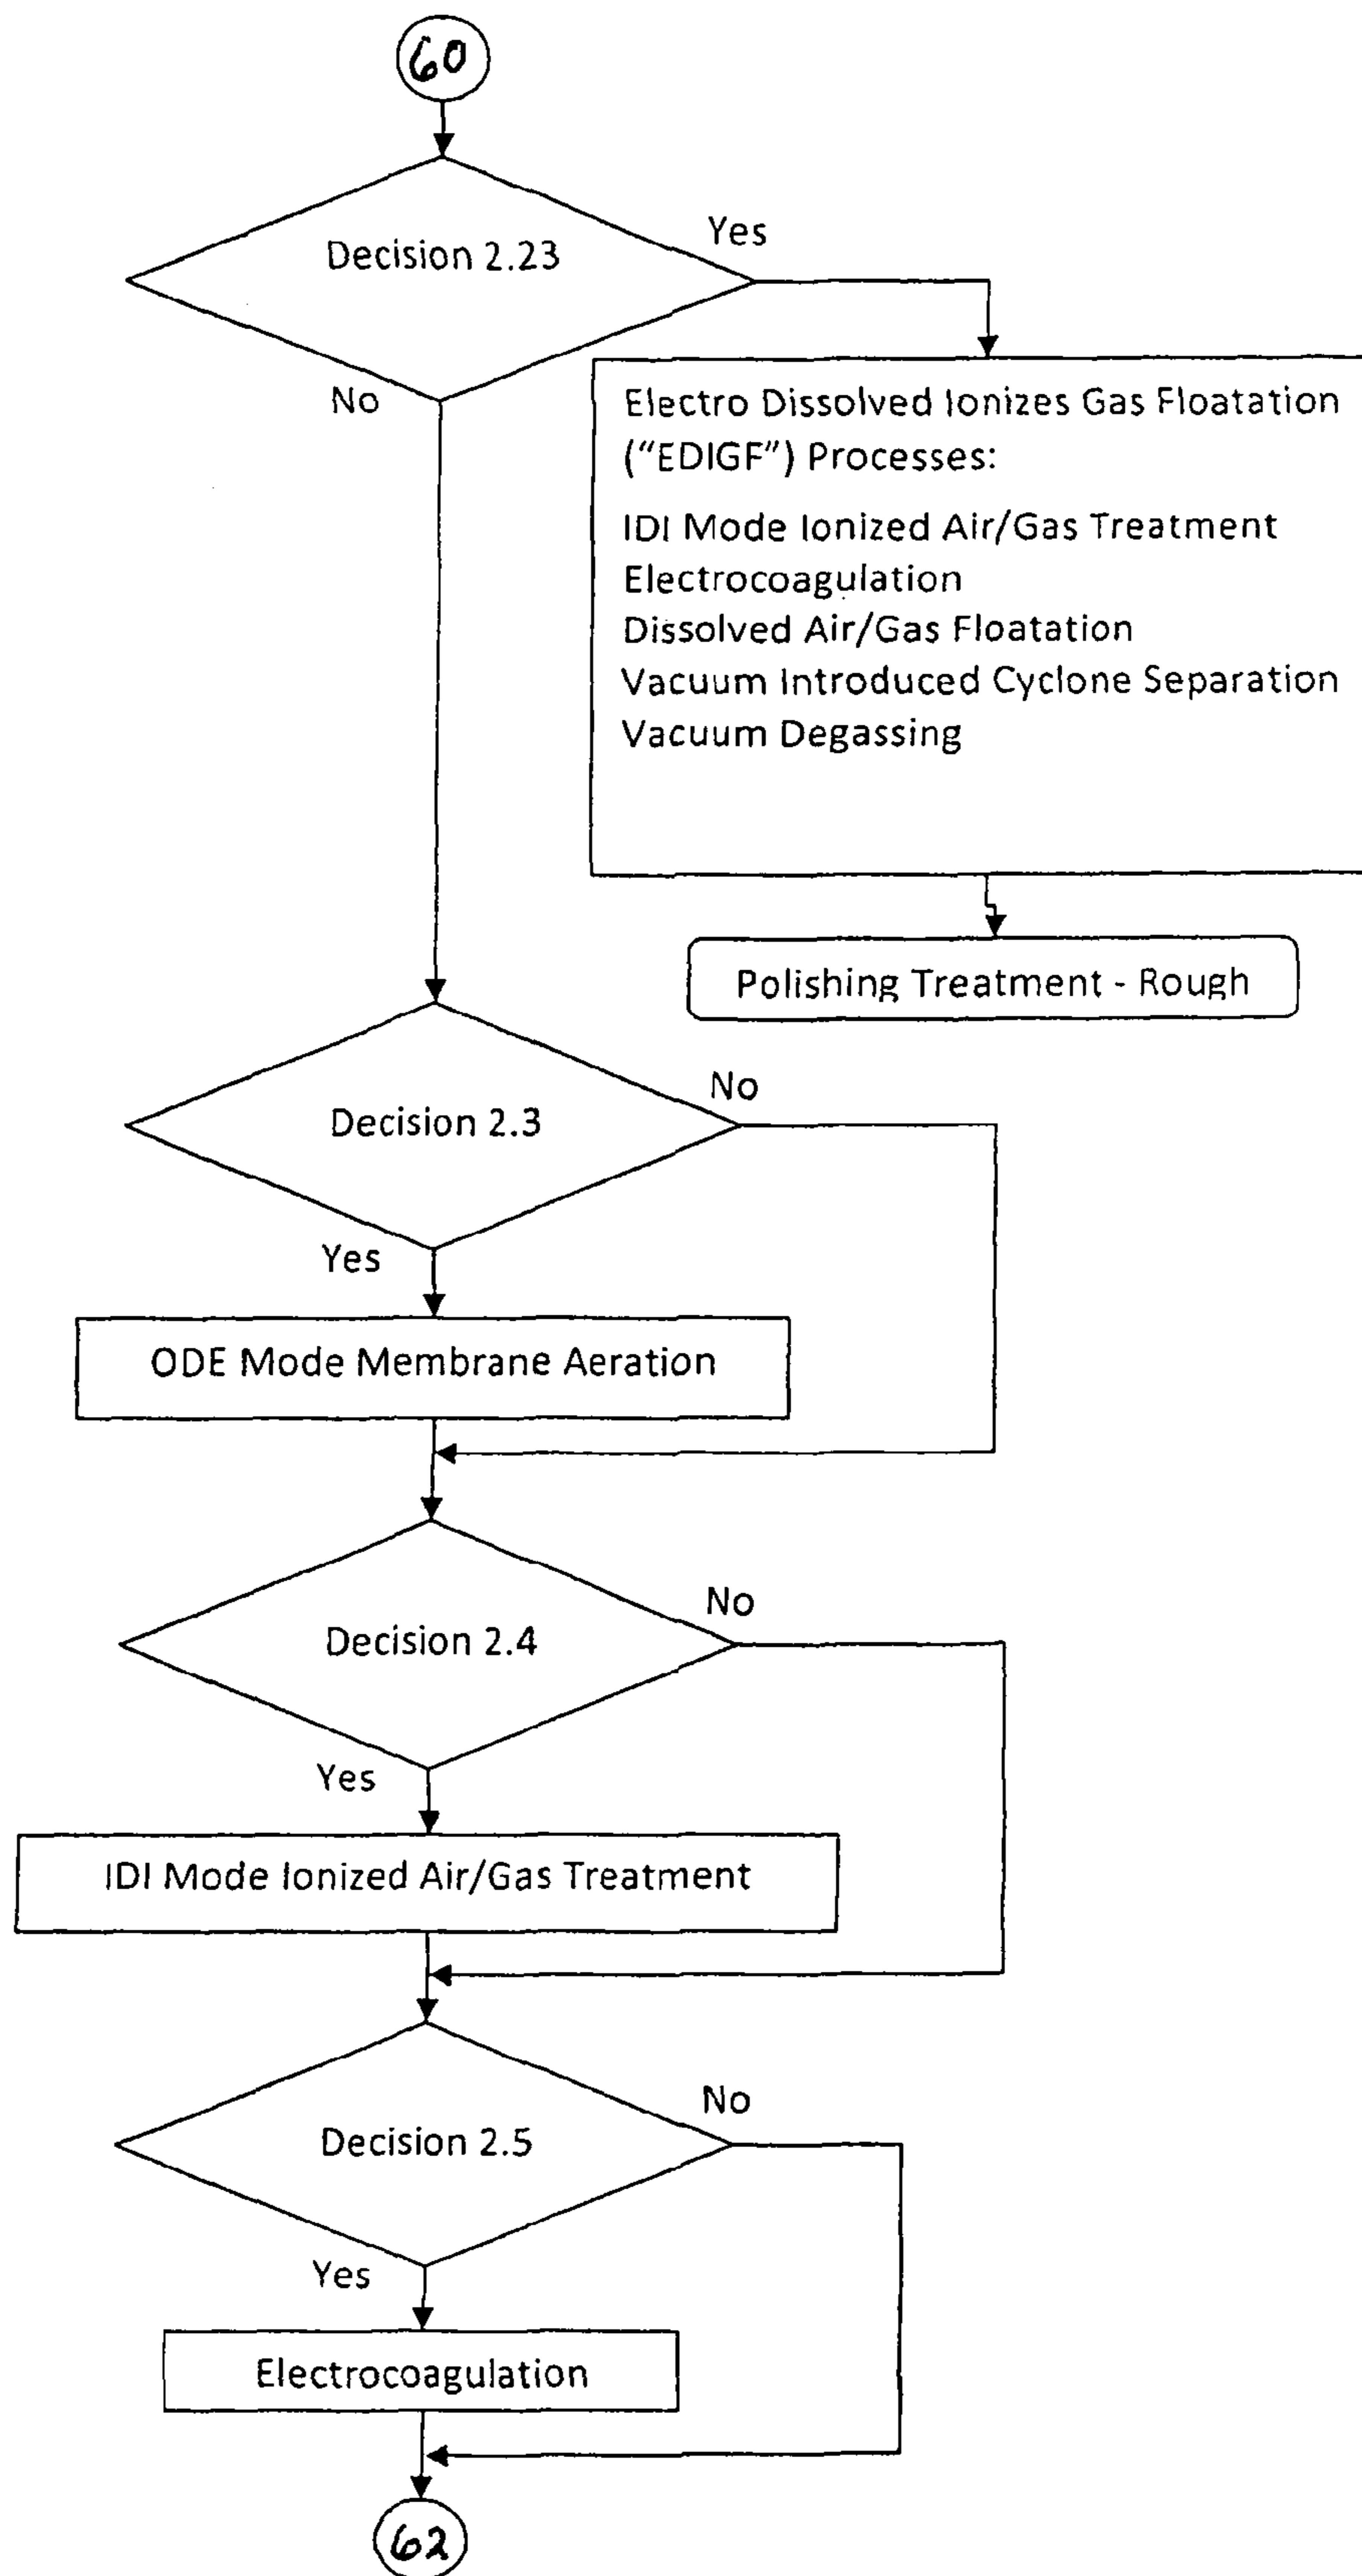 60
Decision 2.23
Yes
No
Electro Dissolved Ionizes Gas Floatation
("EDIGF") Processes:
IDI Mode Ionized Air/Gas Treatment
Electrocoagulation
Dissolved Air/Gas Floatation
Vacuum Introduced Cyclone Separation
Vacuum Degassing
Polishing Treatment - Rough
Decision 2.3
No
Yes
ODE Mode Membrane Aeration
Decision 2.4
No
Yes
IDI Mode Ionized Air/Gas Treatment
Decision 2.5
No
Yes
Electrocoagulation
62